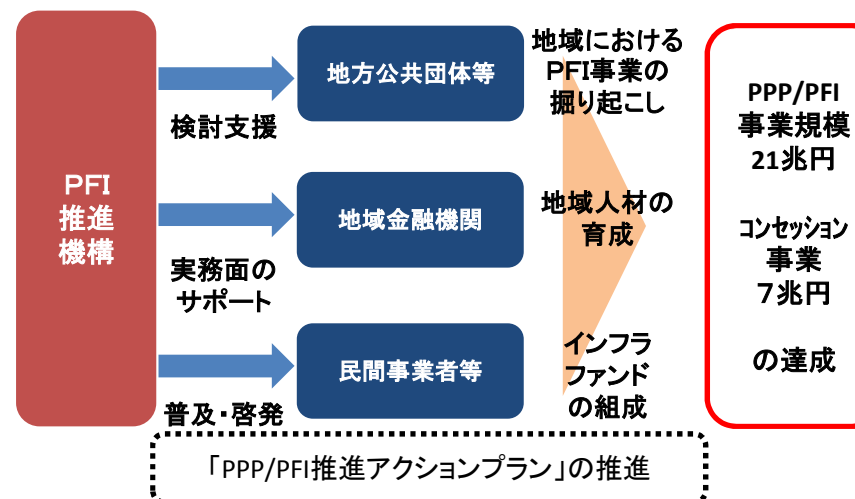 ＰＦＩ
推進
機構
検討支援
実務面の
サポート
普及・啓発
地方公共団体等
地域金融機関
民間事業者等
地域における
ＰＦＩ事業の
掘り起こし
地域人材の
育成
インフラ
ファンド
の組成
PPP/PFI
事業規模
21兆円
コンセッション
事業
７兆円
の達成
「PPP/PFI推進アクションプラン」の推進